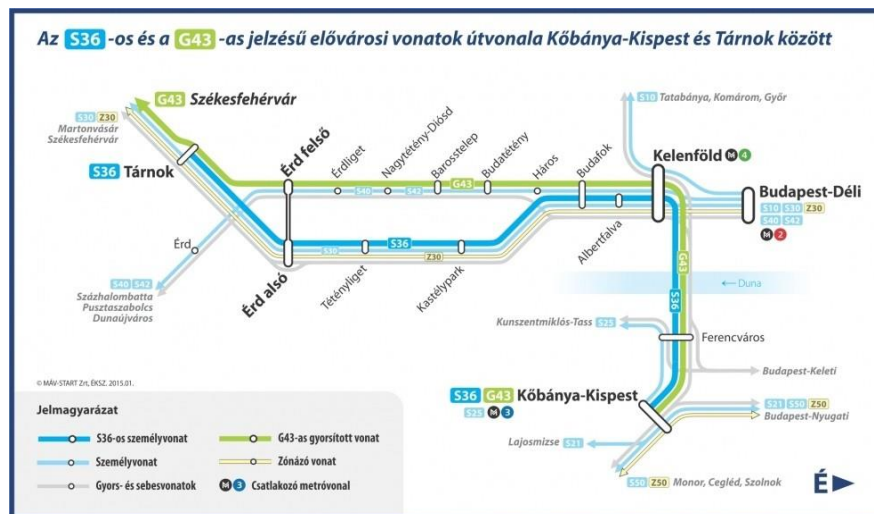 Az S36 -os és a G43 -as jelzésű elővárosi vonatok útvonala Kőbánya-Kispest és Tárnok között
G43 Székesfehérvár
S30 Z30
Martonvásár
Székesfehérvár
S36 Tárnok
Érd felső
Érdliget
Nagytétény-Diósd
Barosstelep
Budatétény
Háros
Budafok
S10 Tatabánya, Komárom, Győr
Kelenföld M 4
Budapest-Déli
S10 S30 Z30
S40 S42
M 2
S40
S42
G43
Albertfalva
Érd
S30
S36
Z30
Érd alsó
Tétényliget
Kastélypark
S40 S42
Százhalombatta
Pusztaszabolcs
Dunaújváros
G43
S36
← Duna
Kunszentmiklós-Tass S25
Ferencváros
Budapest-Keleti
© MÁV-START Zrt, ÉKSZ. 2015.01.
S36 G43 Kőbánya-Kispest
S25 M 3
S21 S50 Z50
Budapest-Nyugati
Lajosmizse S21
S50 Z50 Monor, Cegléd, Szolnok
É
Jelmagyarázat
S36-os személyvonat
G43-as gyorsított vonat
Személyvonat
Zónázó vonat
Gyors- és sebesvonatok
M 3 Csatlakozó metróvonal